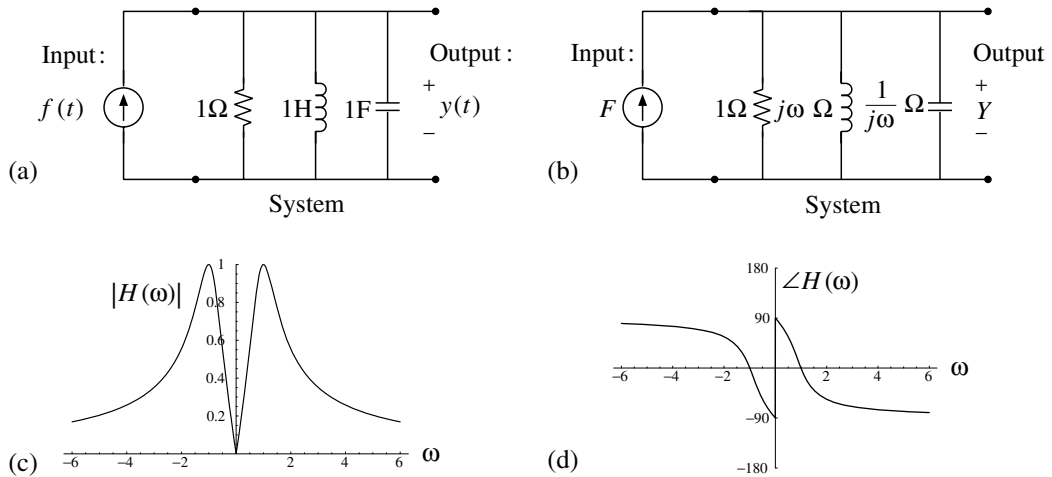 Input: Output:
f(t) 1Ω 1H 1F + y(t) −
(a)
System
Input: Output
F 1Ω jω Ω 1/jω Ω + Y −
(b)
System
|H(ω)|
1
0.8
0.6
0.4
0.2
−6 −4 −2 2 4 6 ω
(c)
∠H(ω)
180
90
−6 −4 −2 2 4 6 ω
−90
−180
(d)